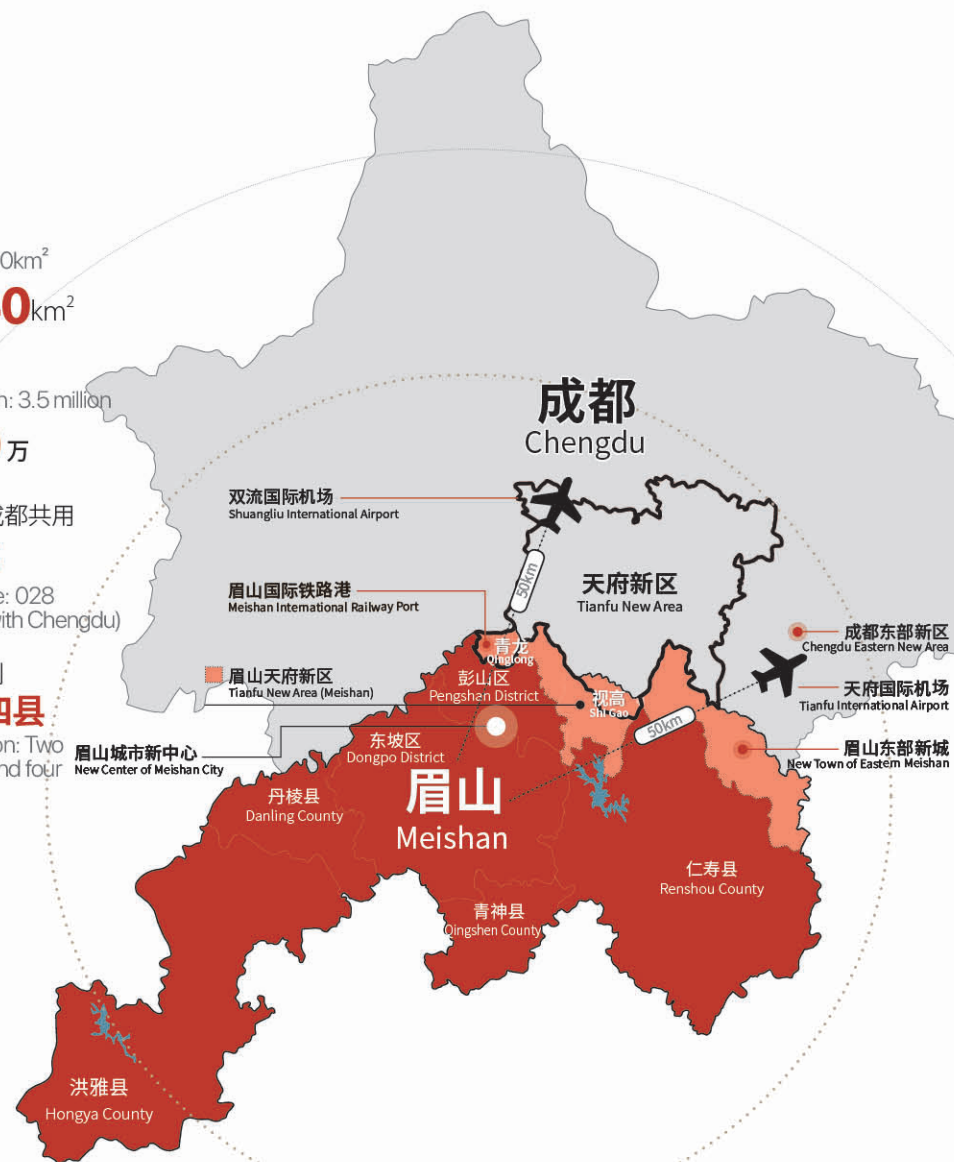 0km²
0km²
n: 3.5 million
万
成都共用
e: 028
with Chengdu)
四县
on: Two
nd four
成都
Chengdu
双流国际机场
Shuangliu International Airport
50km
天府新区
Tianfu New Area
眉山国际铁路港
Meishan International Railway Port
成都东部新区
Chengdu Eastern New Area
青龙
Qinglong
眉山天府新区
Tianfu New Area (Meishan)
彭山区
Pengshan District
视高
Shi Gao
天府国际机场
Tianfu International Airport
50km
东坡区
Dongpo District
眉山城市新中心
New Center of Meishan City
眉山东部新城
New Town of Eastern Meishan
眉山
Meishan
丹棱县
Danling County
仁寿县
Renshou County
青神县
Qingshen County
洪雅县
Hongya County